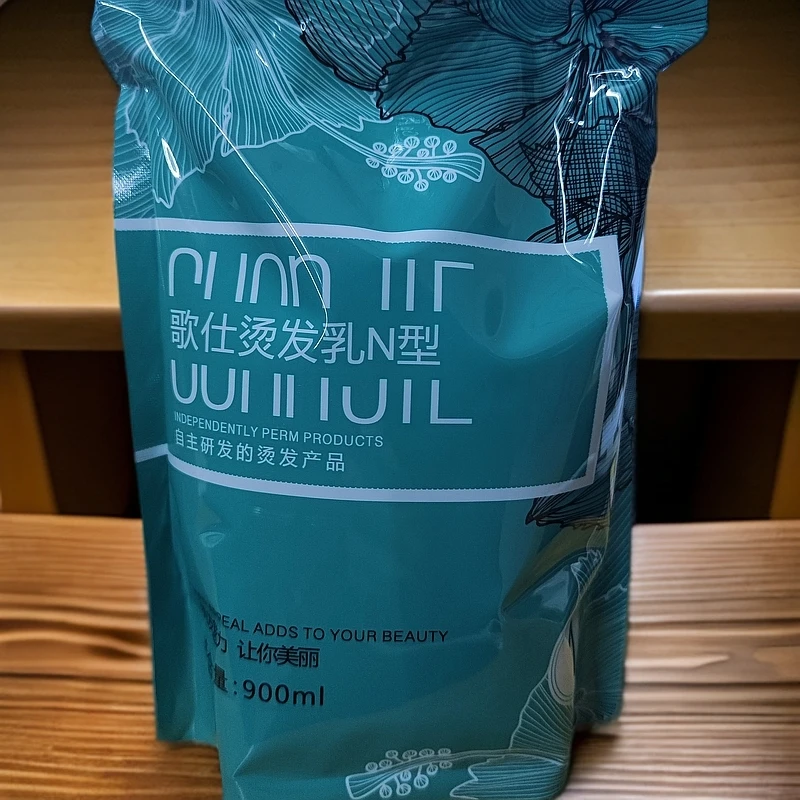 歌仕烫发乳N型
INDEPENDENTLY PERM PRODUCTS
自主研发的烫发产品
ADDS TO YOUR BEAUTY
让你美丽
量:900ml